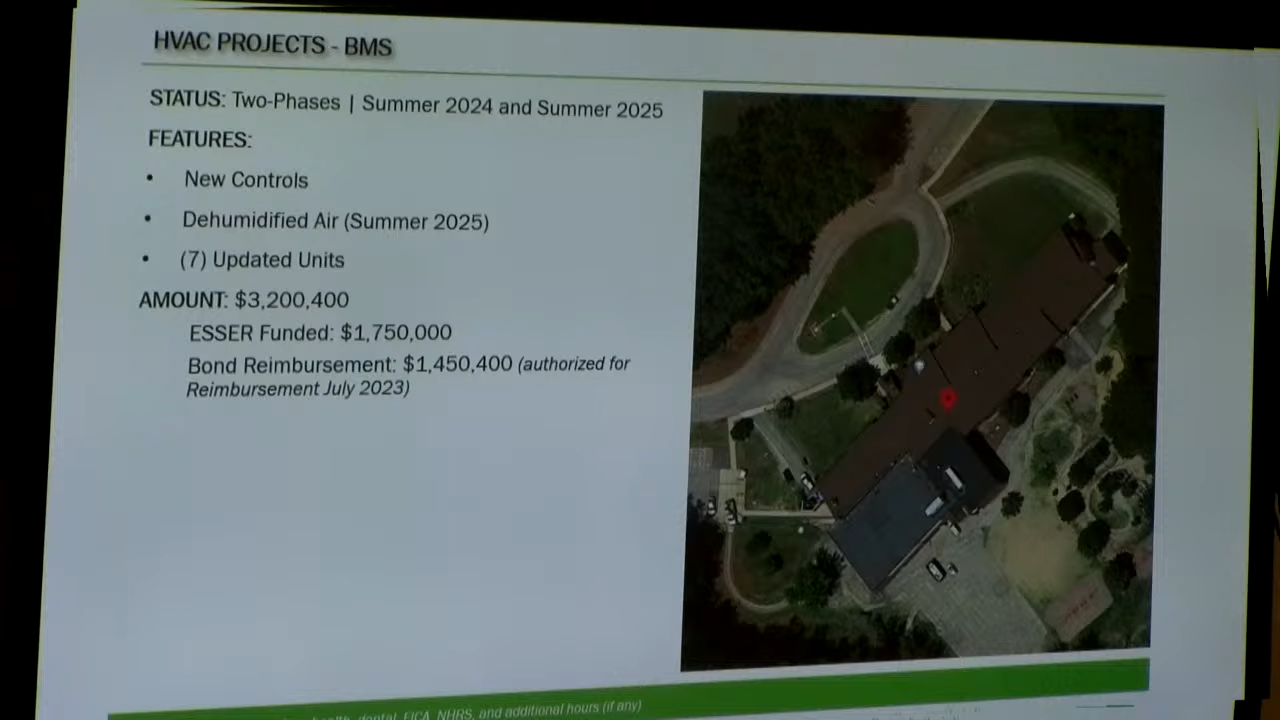 HVAC PROJECTS - BMS
STATUS: Two-Phases | Summer 2024 and Summer 2025
FEATURES:
• New Controls
• Dehumidified Air (Summer 2025)
• (7) Updated Units
AMOUNT: $3,200,400
ESSER Funded: $1,750,000
Bond Reimbursement: $1,450,400 (authorized for
Reimbursement July 2023)
health, dental, FICA, NHRS, and additional hours (if any)